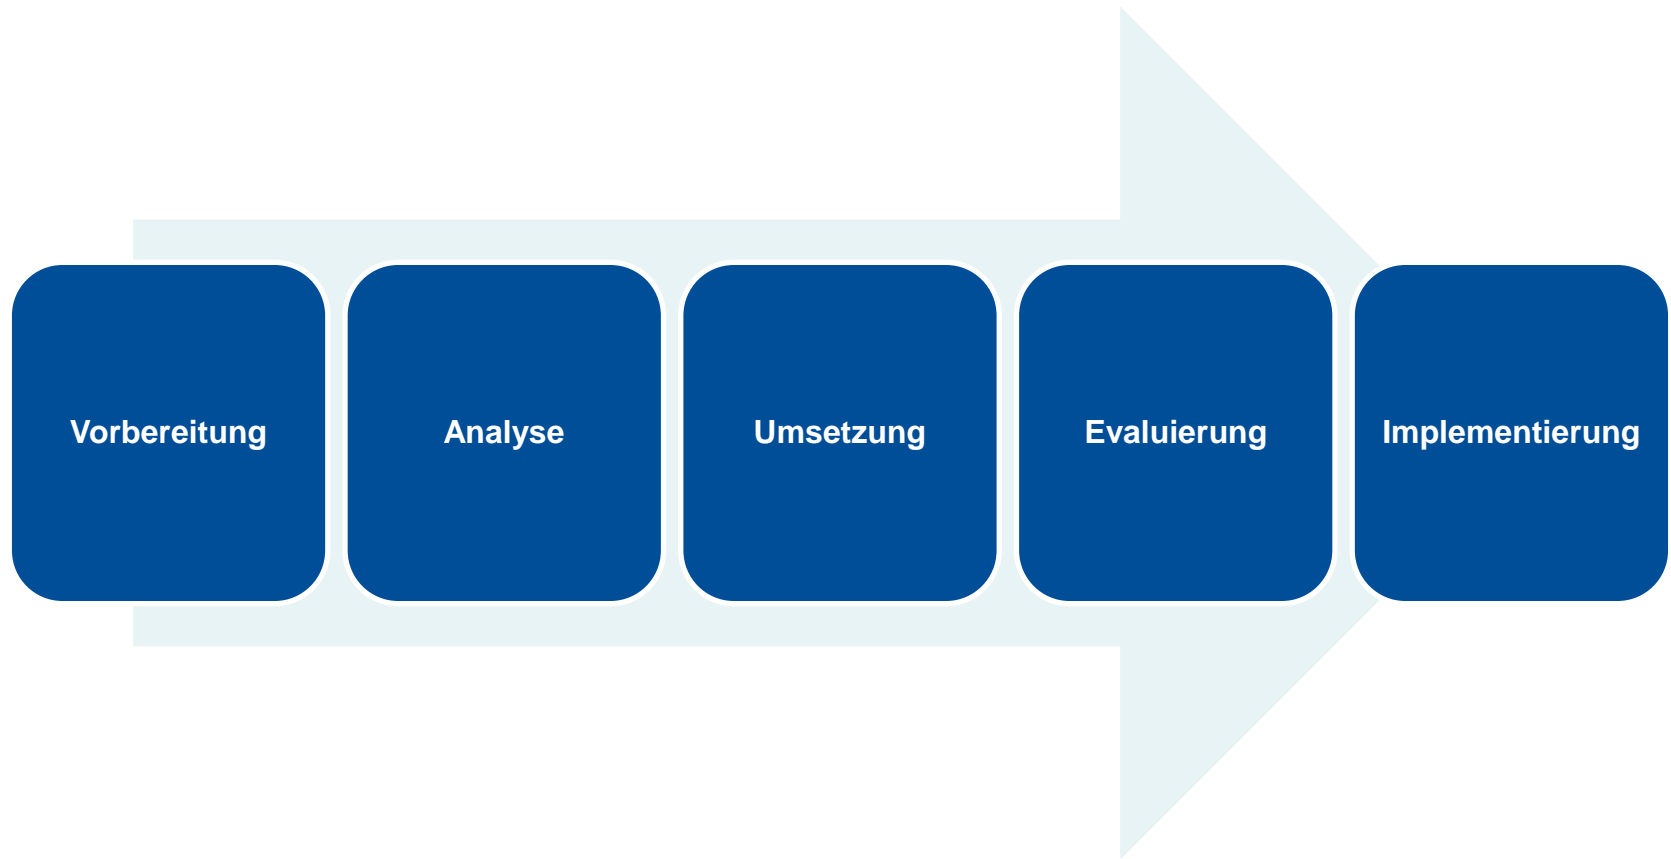 Vorbereitung
Analyse
Umsetzung
Evaluierung
Implementierung